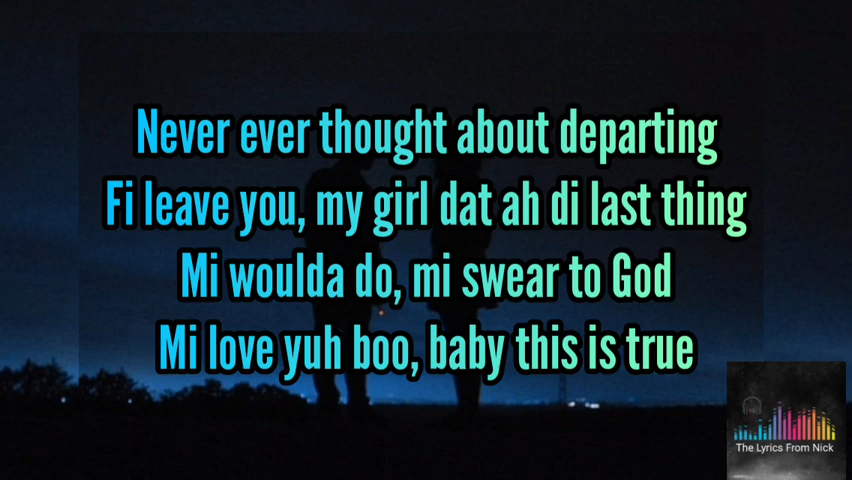 Never ever thought about departing
Fi leave you, my girl dat ah di last thing
Mi woulda do, mi swear to God
Mi love yuh boo, baby this is true
The Lyrics From Nick